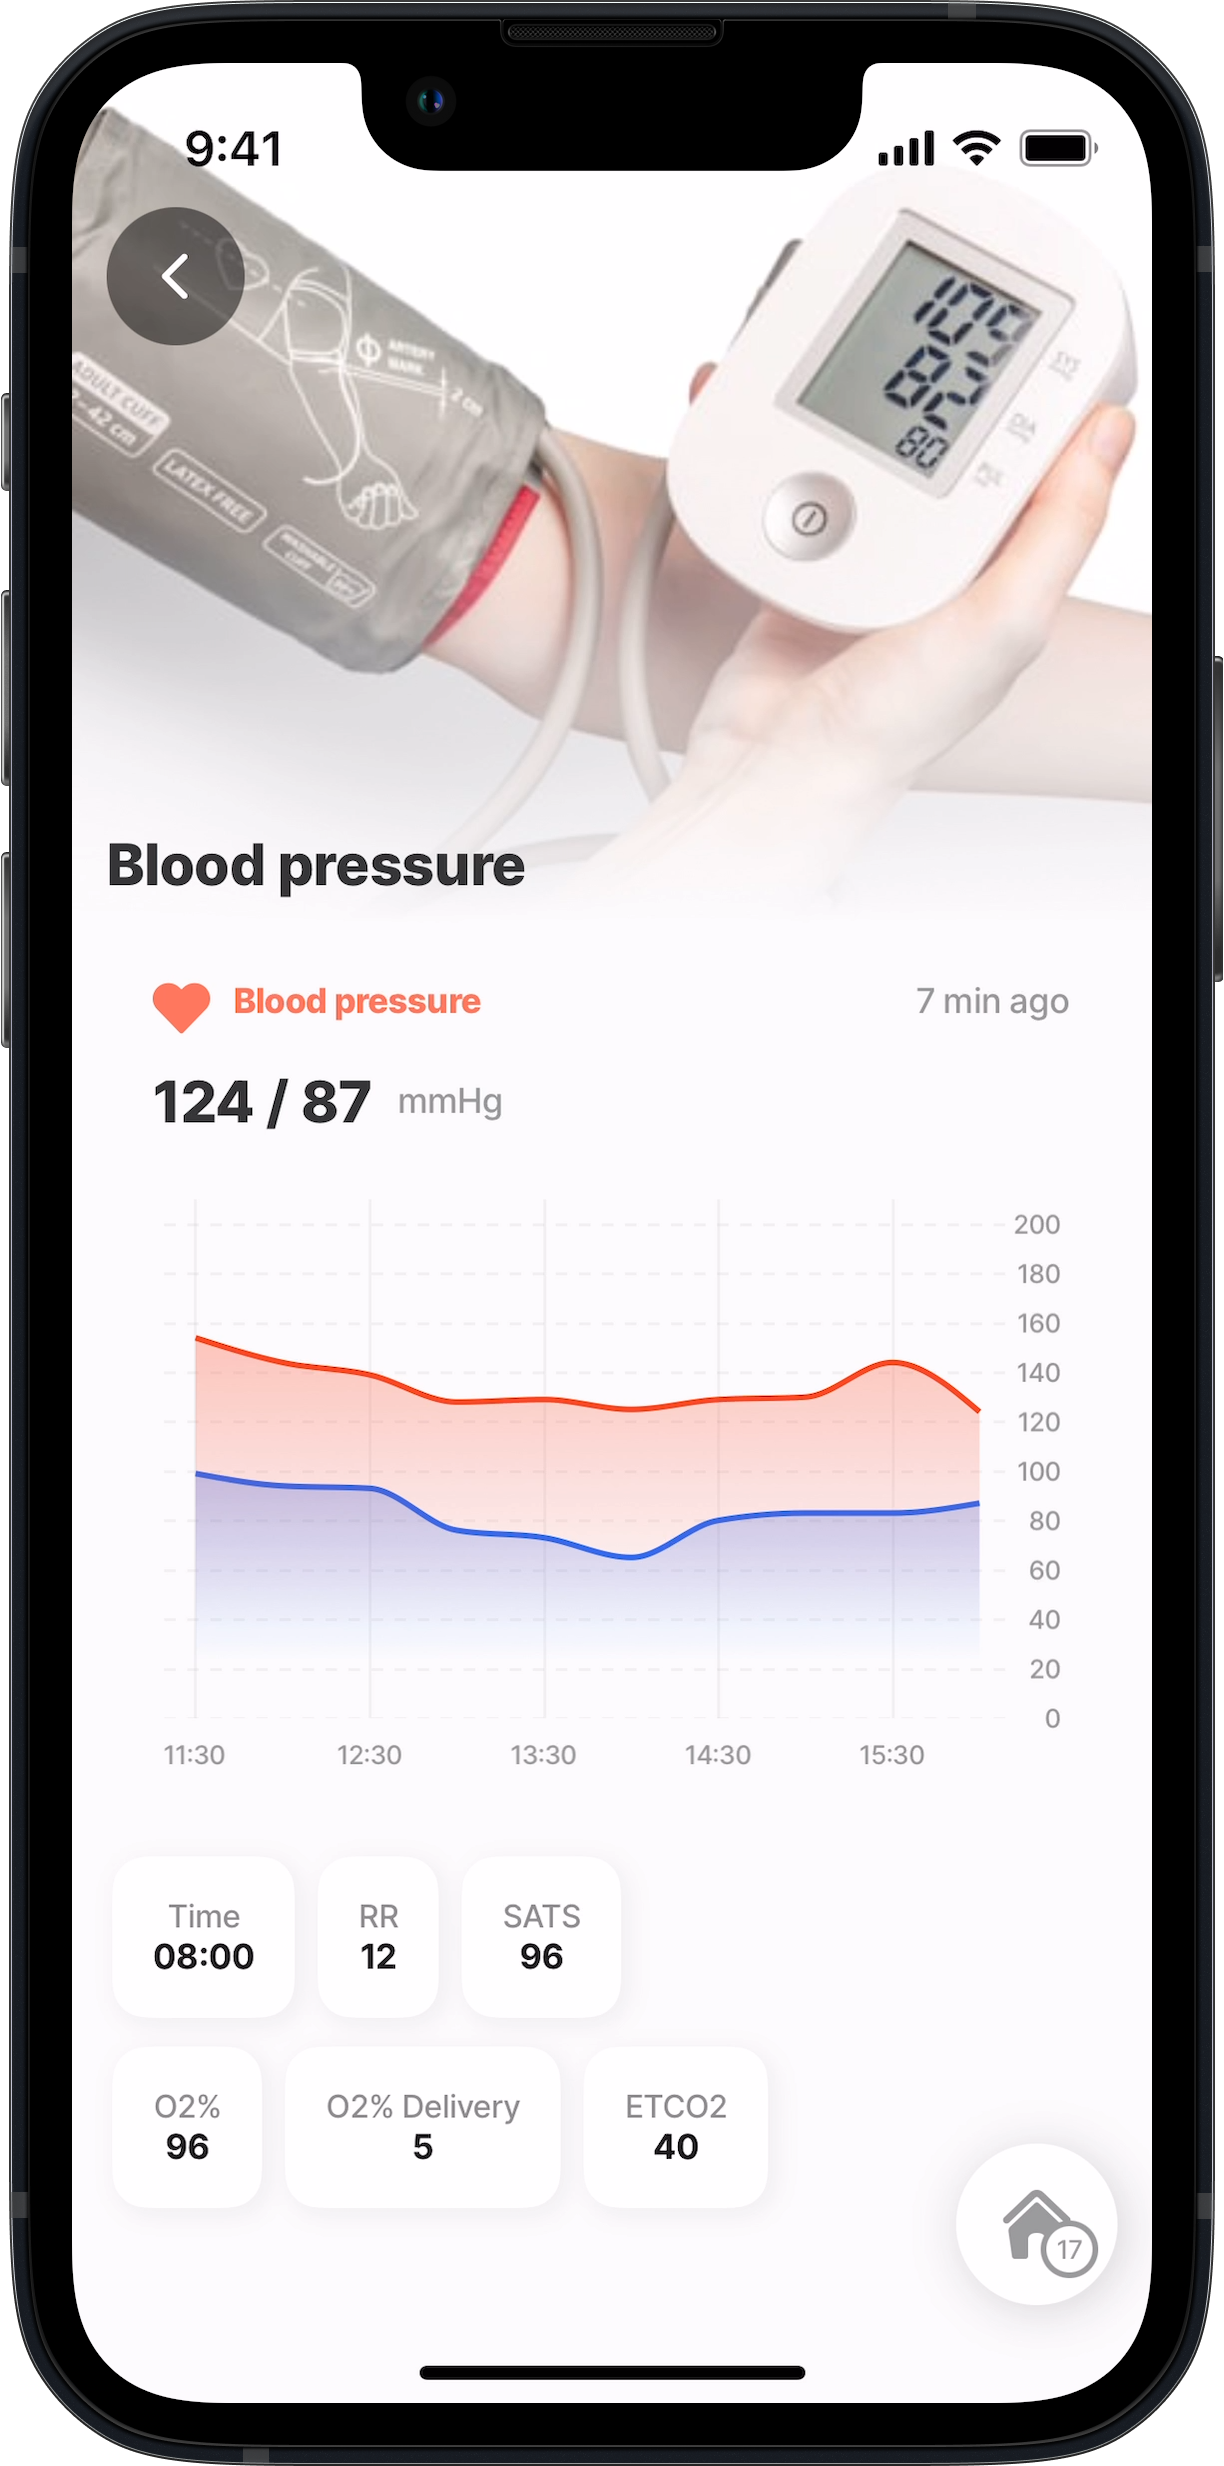 9:41
ARTERY
MARK
2 cm
ADULT CUFF
42 cm
LATEX FREE
WASHABLE
CUFF
109
82
80
SYS
DIA
Blood pressure
Blood pressure
7 min ago
124 / 87 mmHg
200
180
160
140
120
100
80
60
40
20
0
11:30 12:30 13:30 14:30 15:30
Time RR SATS
08:00 12 96
O2% O2% Delivery ETCO2
96 5 40
17